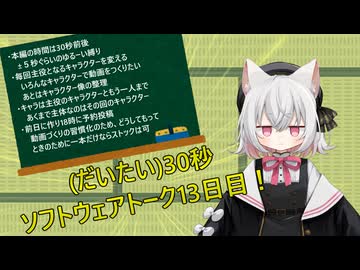 ・本編の時間は30秒前後
±５秒ぐらいのゆるーい縛り
・毎回主役となるキャラクターを変える
いろんなキャラクターで動画をつくりたい
あとはキャラクター像の整理
・キャラは主役のキャラクターともう一人まで
あくまで主体なのはその回のキャラクター
・前日に作り18時に予約投稿
動画づくりの習慣化のため、どうしてもって
ときのために一本だけならストックは可
(だいたい)30秒
ソフトウェアトーク13日目！